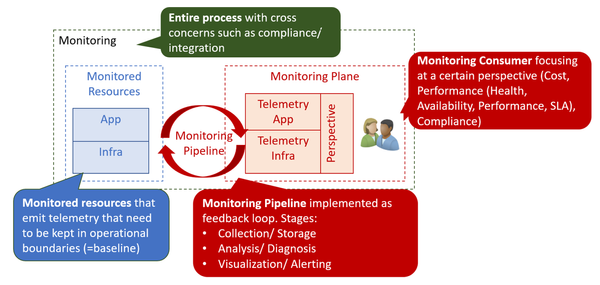 Entire process with cross
concerns such as compliance/
integration
Monitoring
Monitored
Resources
App
Infra
Monitoring
Pipeline
Monitoring Plane
Telemetry
App
Telemetry
Infra
Perspective
Monitoring Consumer focusing
at a certain perspective (Cost,
Performance (Health,
Availability, Performance, SLA),
Compliance)
Monitored resources that
emit telemetry that need
to be kept in operational
boundaries (=baseline)
Monitoring Pipeline implemented as
feedback loop. Stages:
• Collection/ Storage
• Analysis/ Diagnosis
• Visualization/ Alerting